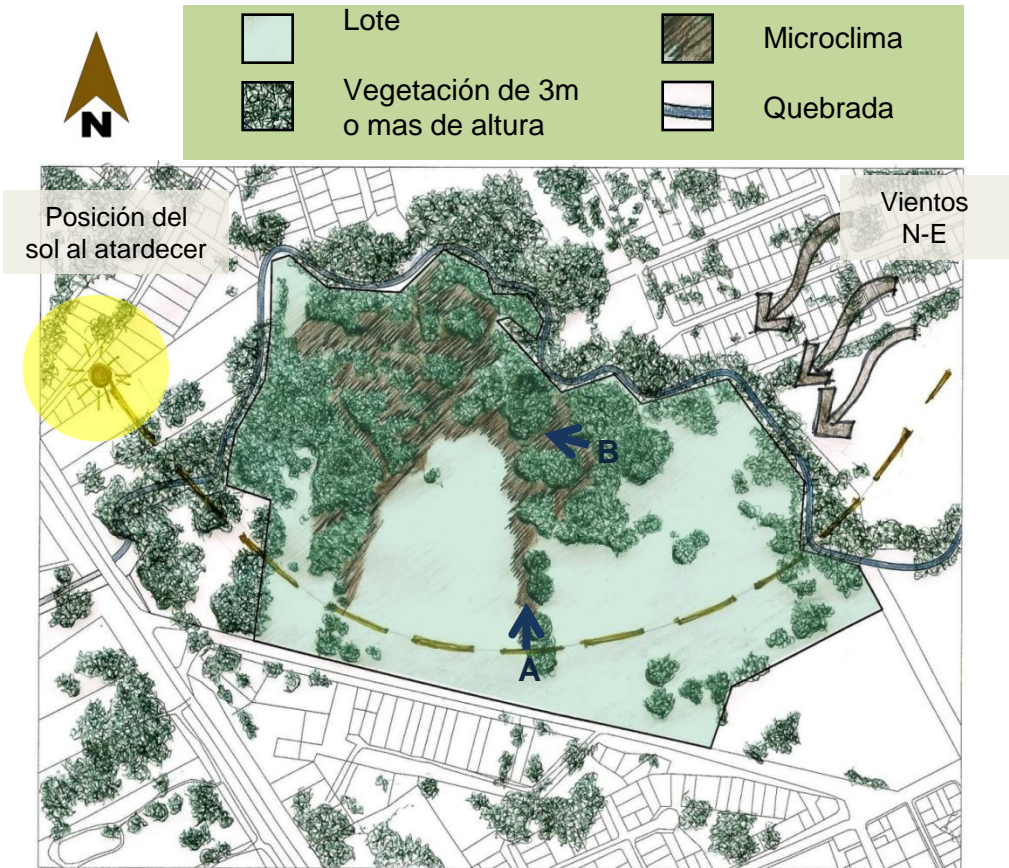 Lote
Microclima
Vegetación de 3m
o mas de altura
Quebrada
N
Posición del
sol al atardecer
Vientos
N-E
B
A